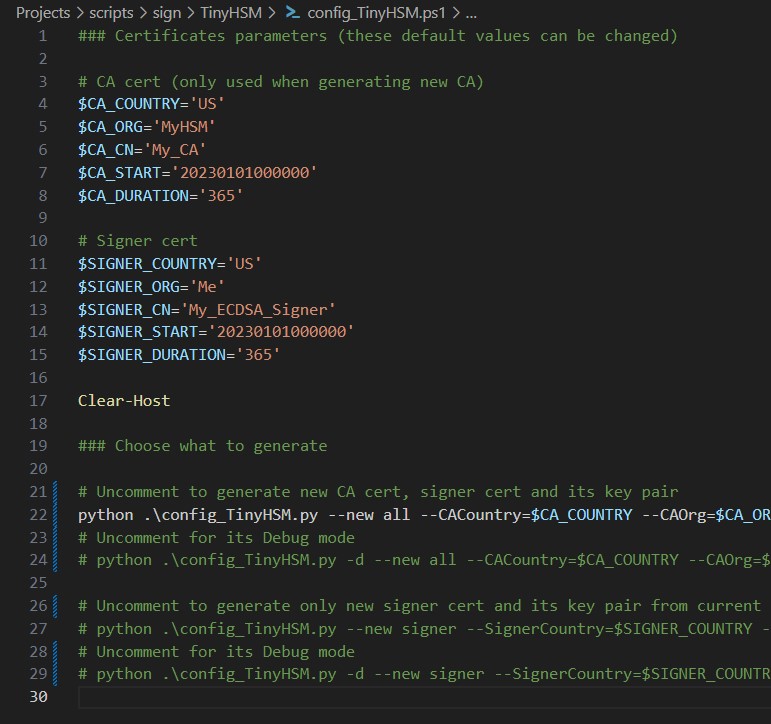 Projects > scripts > sign > TinyHSM > config_TinyHSM.ps1 > ...
1 ### Certificates parameters (these default values can be changed)
2
3 # CA cert (only used when generating new CA)
4 $CA_COUNTRY='US'
5 $CA_ORG='MyHSM'
6 $CA_CN='My_CA'
7 $CA_START='20230101000000'
8 $CA_DURATION='365'
9
10 # Signer cert
11 $SIGNER_COUNTRY='US'
12 $SIGNER_ORG='Me'
13 $SIGNER_CN='My_ECDSA_Signer'
14 $SIGNER_START='20230101000000'
15 $SIGNER_DURATION='365'
16
17 Clear-Host
18
19 ### Choose what to generate
20
21 # Uncomment to generate new CA cert, signer cert and its key pair
22 python .\config_TinyHSM.py --new all --CACountry=$CA_COUNTRY --CAOrg=$CA_OR
23 # Uncomment for its Debug mode
24 # python .\config_TinyHSM.py -d --new all --CACountry=$CA_COUNTRY --CAOrg=$
25
26 # Uncomment to generate only new signer cert and its key pair from current
27 # python .\config_TinyHSM.py --new signer --SignerCountry=$SIGNER_COUNTRY -
28 # Uncomment for its Debug mode
29 # python .\config_TinyHSM.py -d --new signer --SignerCountry=$SIGNER_COUNTR
30